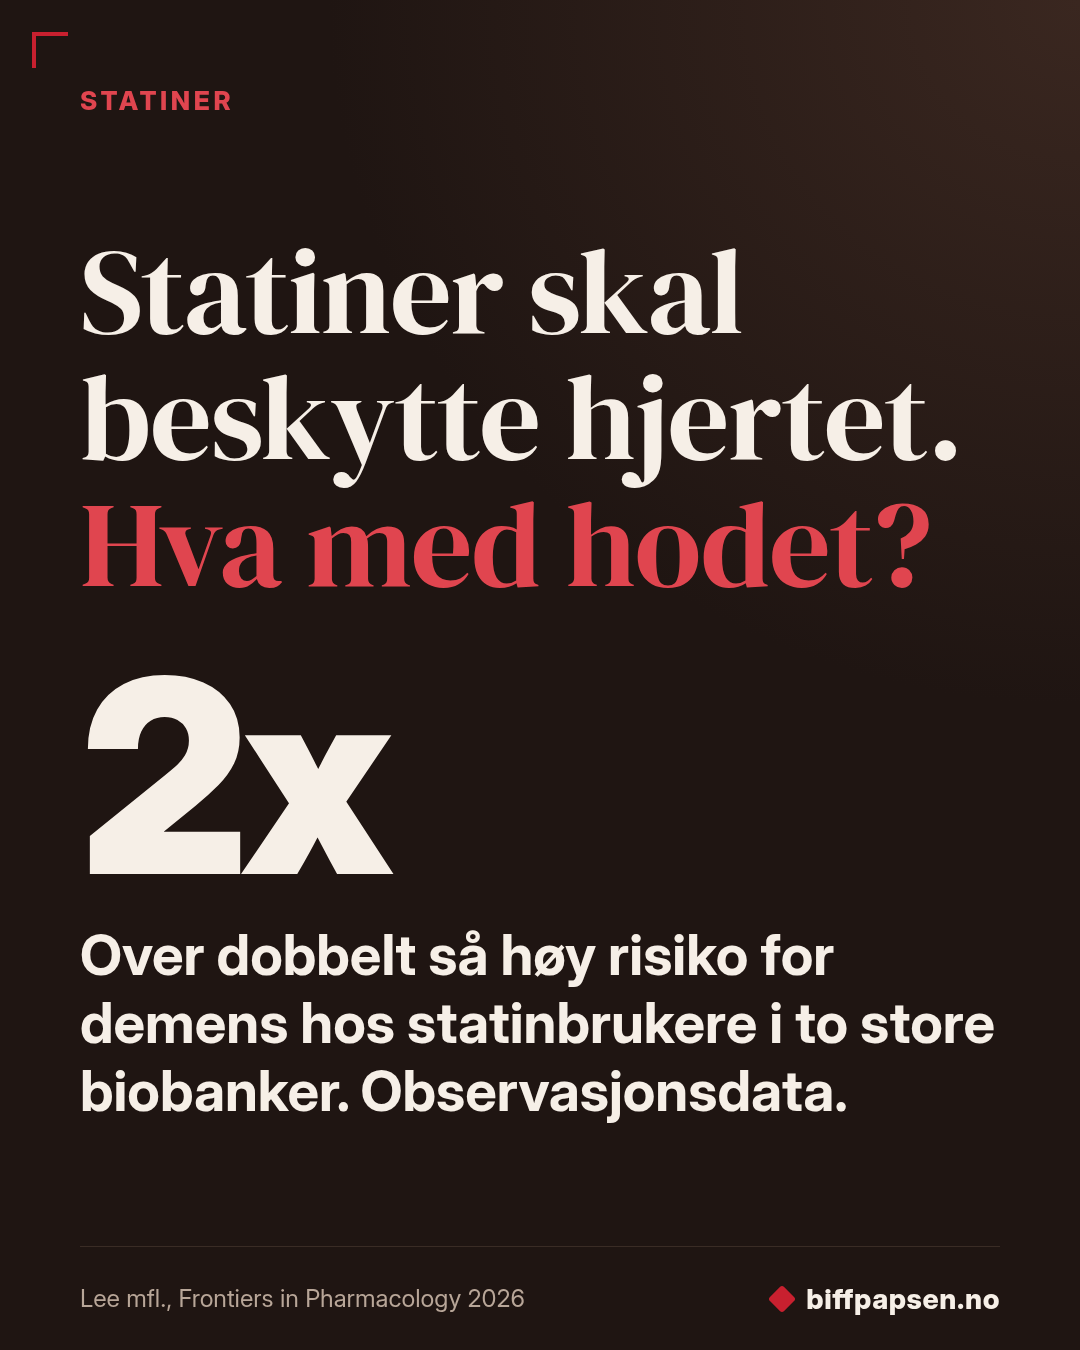 STATINER
Statiner skal
beskytte hjertet.
Hva med hodet?
2x
Over dobbelt så høy risiko for
demens hos statinbrukere i to store
biobanker. Observasjonsdata.
Lee mfl., Frontiers in Pharmacology 2026
biffpapsen.no